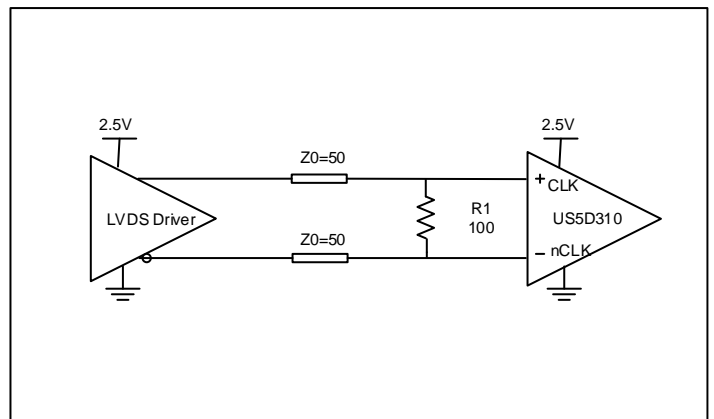 2.5V
2.5V
Z0=50
+ CLK
LVDS Driver
R1
100
US5D310
Z0=50
− nCLK